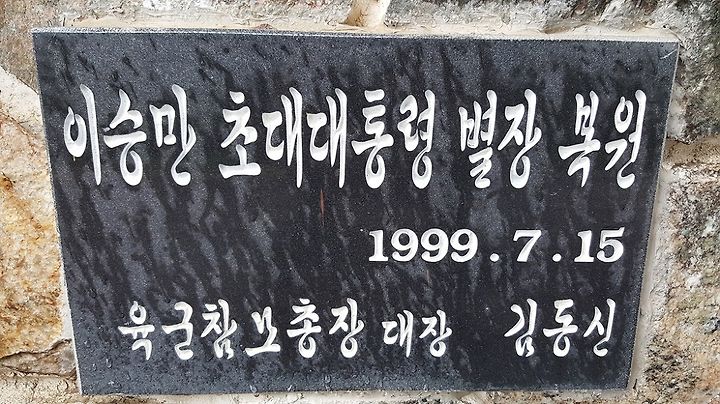 이승만 초대대통령 별장 복원
1999.7.15
육군참모총장 대장 김동신